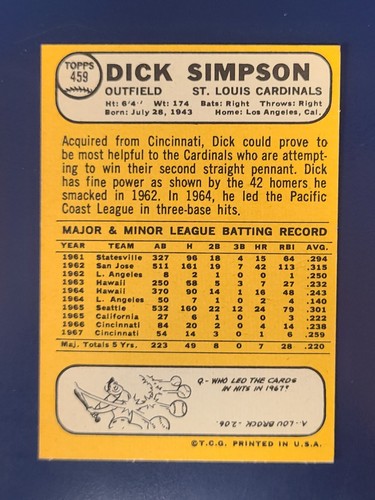 TOPPS
459
DICK SIMPSON
OUTFIELD ST. LOUIS CARDINALS
Ht: 6'4" Wt: 174 Bats: Right Throws: Right
Born: July 28, 1943 Home: Los Angeles, Cal.
Acquired from Cincinnati, Dick could prove to
be most helpful to the Cardinals who are attempt-
ing to win their second straight pennant. Dick
has fine power as shown by the 42 homers he
smacked in 1962. In 1964, he led the Pacific
Coast League in three-base hits.
MAJOR & MINOR LEAGUE BATTING RECORD
YEAR TEAM AB H 2B 3B HR RBI AVG.
1961 Statesville 327 96 18 4 15 64 .294
1962 San Jose 511 161 19 7 42 113 .315
1962 L. Angeles 8 2 1 0 0 1 .250
1963 Hawaii 250 58 5 3 7 27 .232
1964 Hawaii 370 90 14 1 16 48 .243
1964 L. Angeles 50 7 1 0 2 4 .140
1965 Seattle 532 160 22 12 24 79 .301
1965 California 27 6 1 0 0 3 .222
1966 Cincinnati 84 20 2 0 4 14 .238
1967 Cincinnati 54 14 3 0 1 6 .259
Maj. Totals 5 Yrs. 223 49 8 0 7 28 .220
Q - WHO LED THE CARDS
IN HITS IN 1967?
A. LOU BROCK - 206.
©T.C.G. PRINTED IN U.S.A.